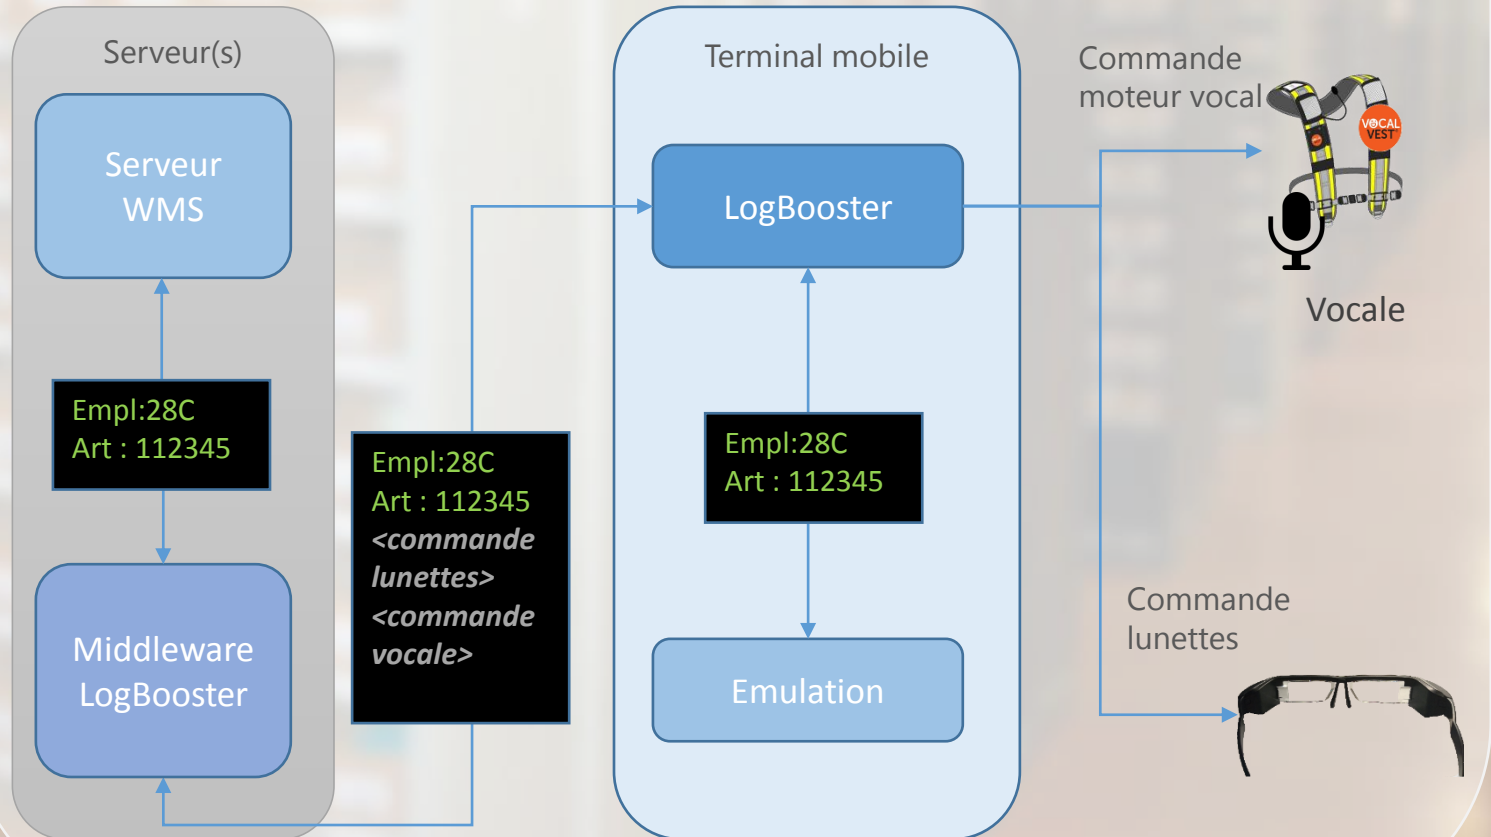 Serveur(s)
Serveur
WMS
Empl:28C
Art : 112345
Middleware
LogBooster
Empl:28C
Art : 112345
<commande
lunettes>
<commande
vocale>
Terminal mobile
LogBooster
Empl:28C
Art : 112345
Emulation
Commande
moteur vocal
VOCAL
VEST
Vocale
Commande
lunettes